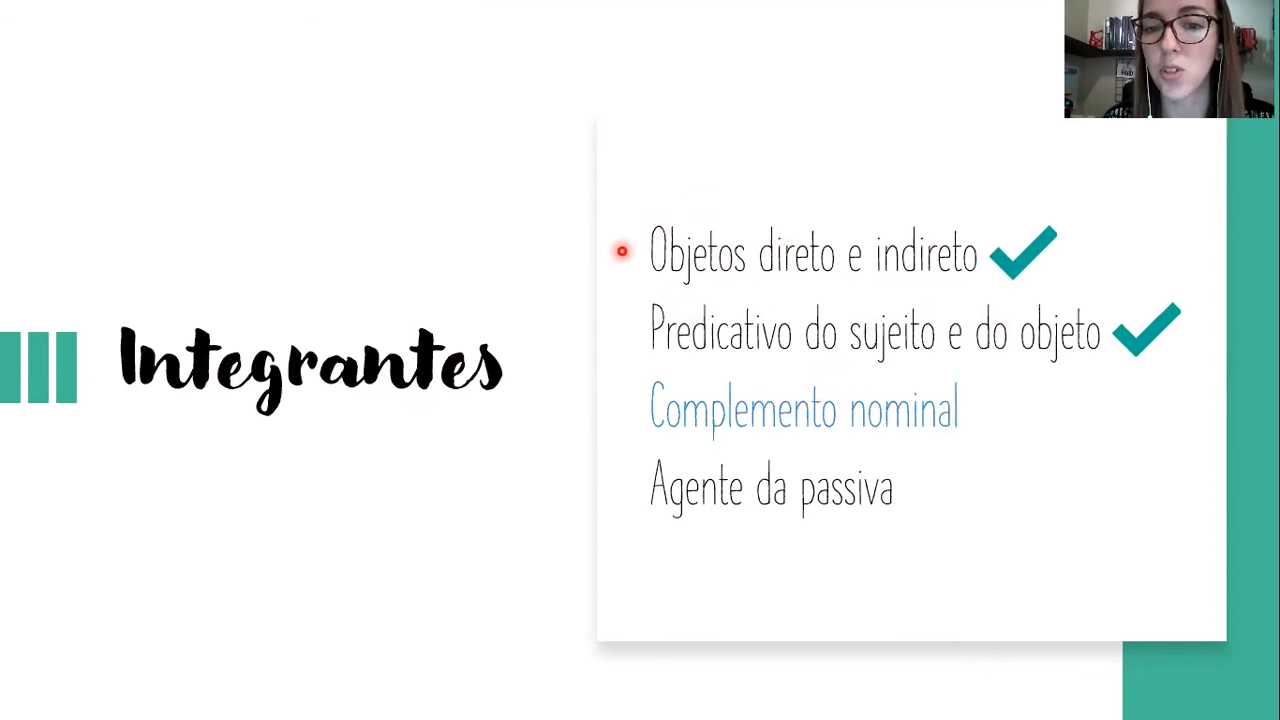 Integrantes
Objetos direto e indireto
Predicativo do sujeito e do objeto
Complemento nominal
Agente da passiva